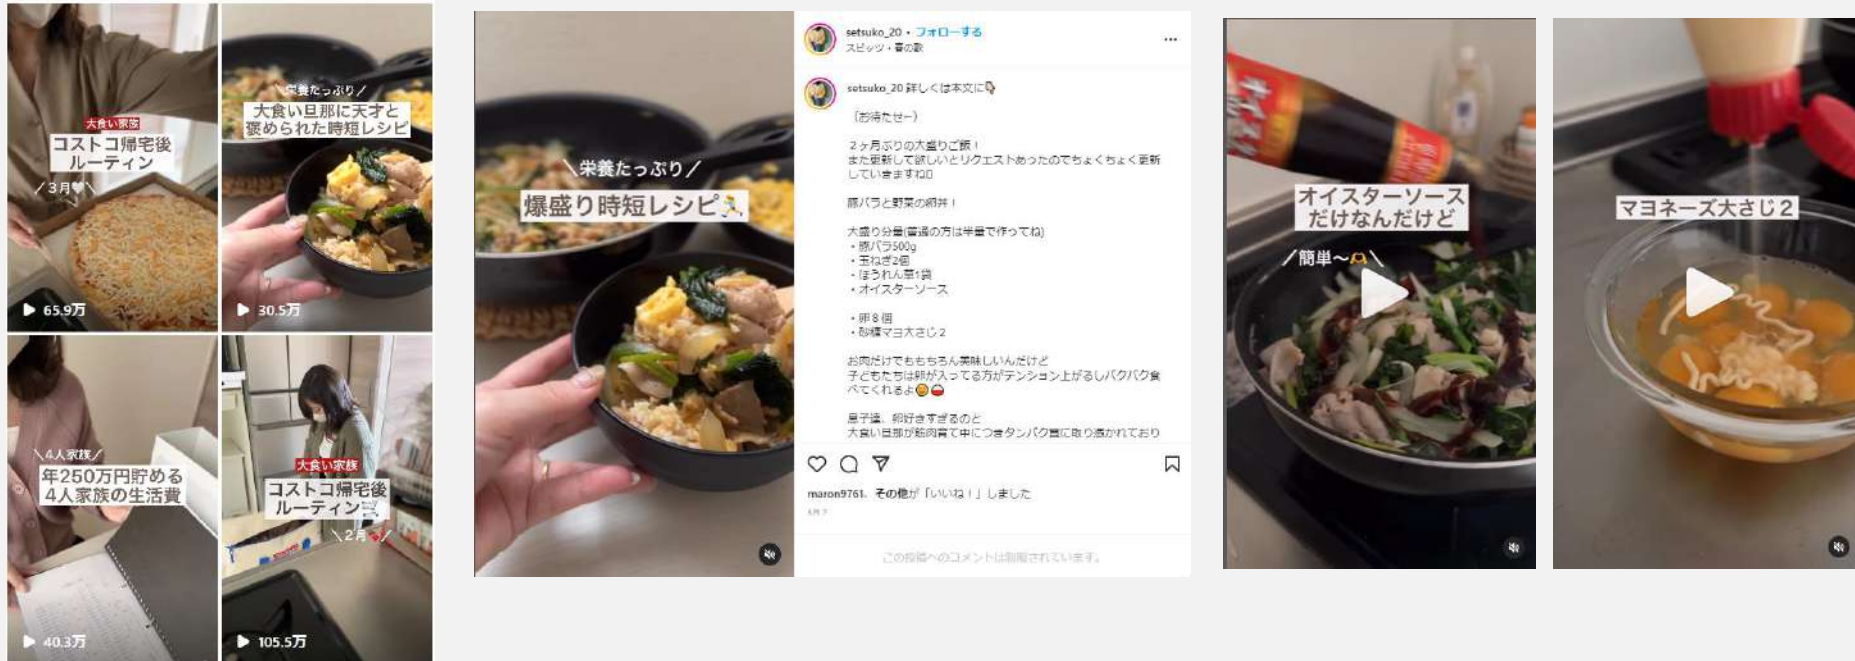 大食い家族
コストコ帰宅後
ルーティン
／3月🤎＼
65.9万
＼栄養たっぷり／
大食い旦那に天才と
褒められた時短レシピ
30.5万
＼4人家族／
年250万円貯める
4人家族の生活費
40.3万
大食い家族
コストコ帰宅後
ルーティン
＼2月❤️／
105.5万
＼栄養たっぷり／
爆盛り時短レシピ🏃
setsuko_20 • フォローする
スピッツ・春の歌
setsuko_20 詳しくは本文に👇🏻
（お待たせー）
２ヶ月ぶりの大盛りご飯！
また更新して欲しいとリクエストあったのでちょくちょく更新
していきますね
豚バラと野菜の卵丼！
大盛り分量(普通の方は半量で作ってね)
・豚バラ500g
・玉ねぎ2個
・ほうれん草1袋
・オイスターソース
・卵８個
・砂糖マヨ大さじ２
お肉だけでももちろん美味しいんだけど
子どもたちは卵が入ってる方がテンション上がるしパクパク食
べてくれるよ
息子達、卵好きすぎるのと
大食い旦那が筋肉育て中につきタンパク質に取り憑かれており
maron9761、その他が「いいね！」しました
この投稿へのコメントは制限されています。
オイスターソース
だけなんだけど
／簡単〜🫶＼
マヨネーズ大さじ2